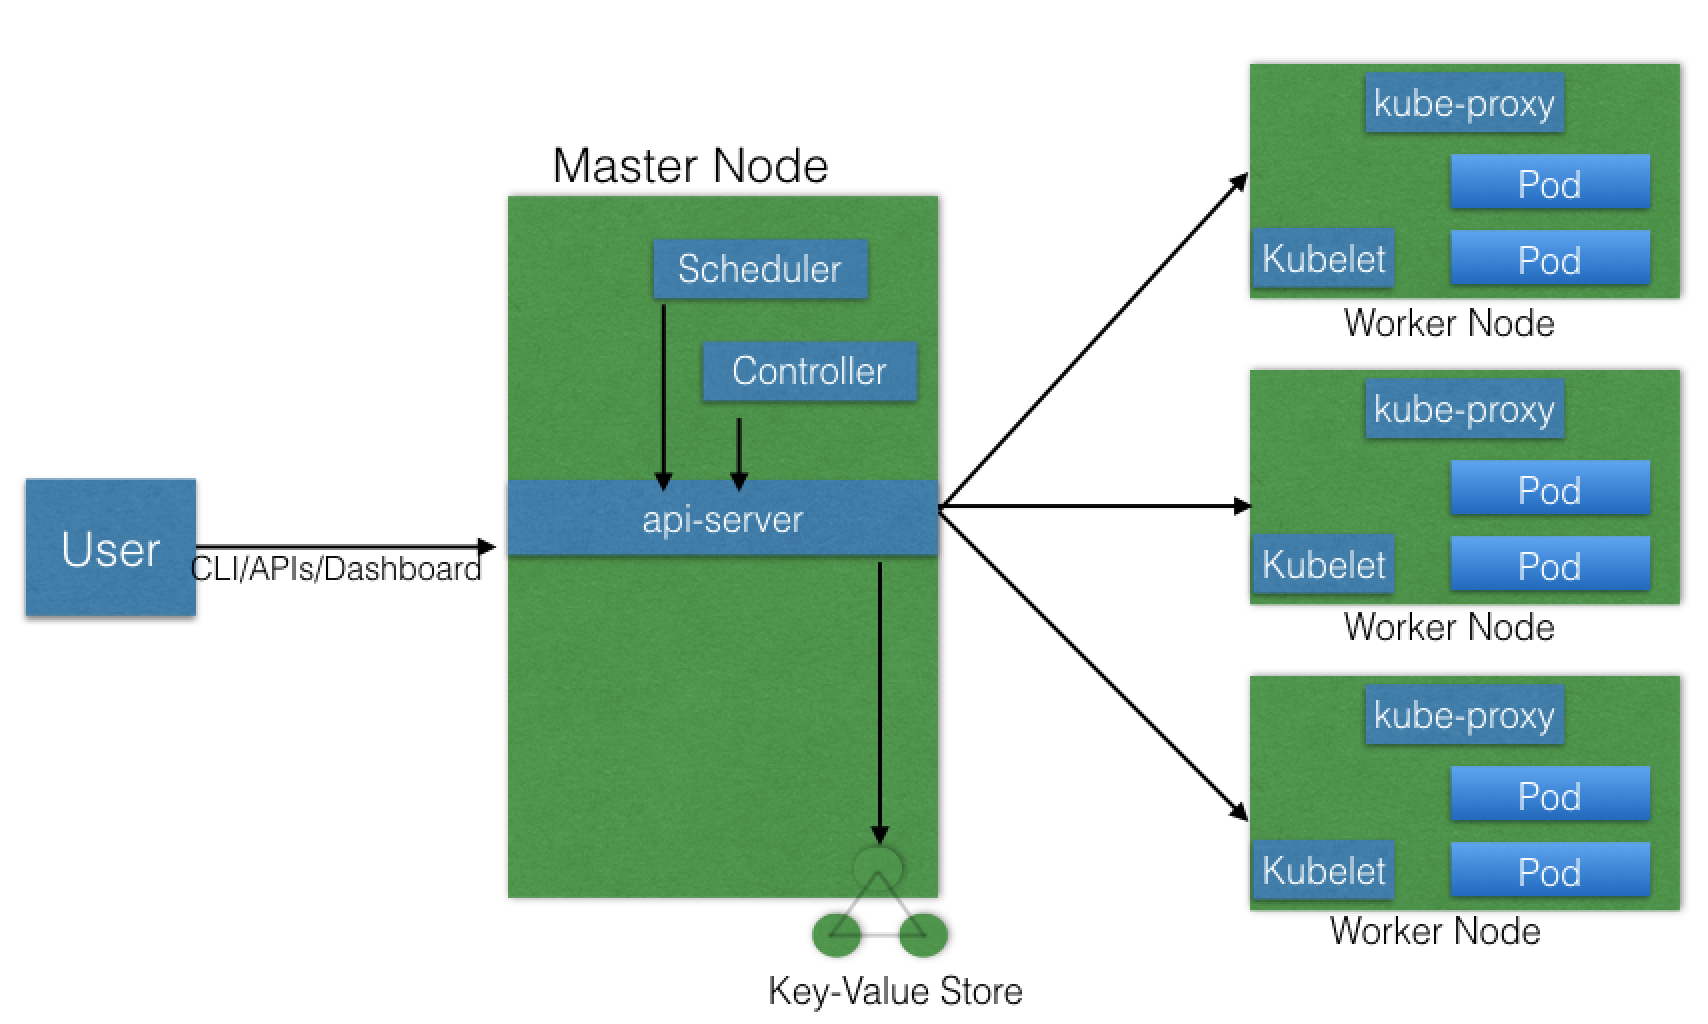 Master Node
Scheduler
Controller
api-server
User
CLI/APIs/Dashboard
Key-Value Store
kube-proxy
Pod
Kubelet
Pod
Worker Node
kube-proxy
Pod
Kubelet
Pod
Worker Node
kube-proxy
Pod
Kubelet
Pod
Worker Node